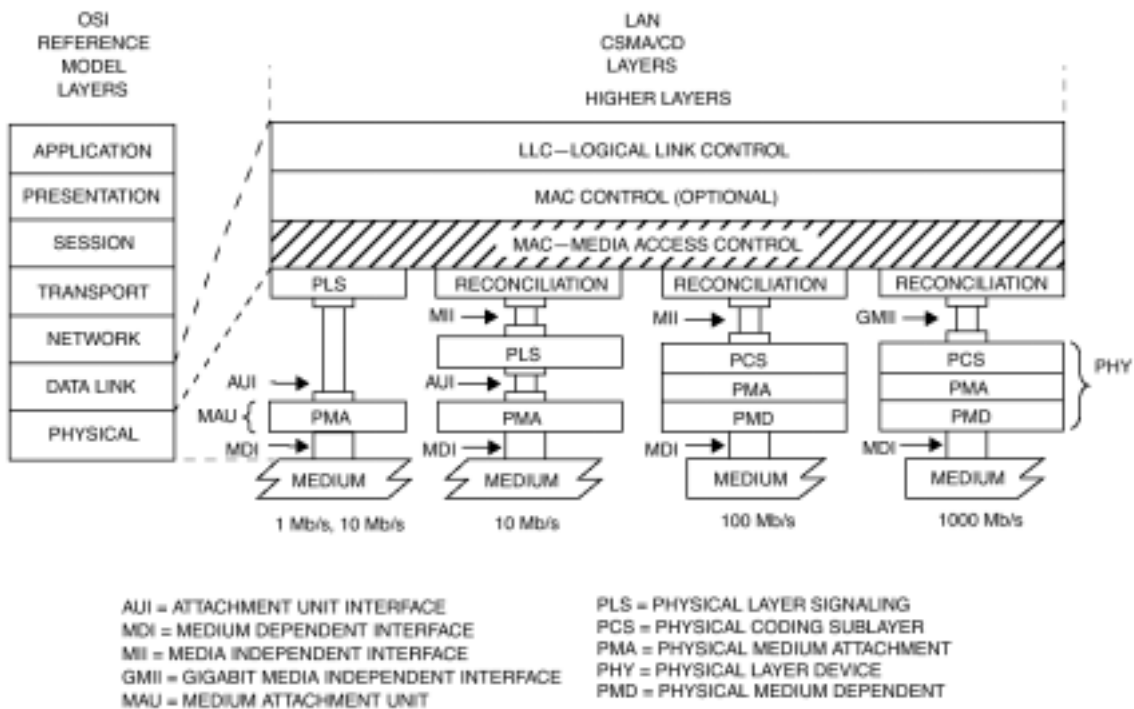 OSI
REFERENCE
MODEL
LAYERS
LAN
CSMA/CD
LAYERS
HIGHER LAYERS
APPLICATION
PRESENTATION
SESSION
TRANSPORT
NETWORK
DATA LINK
PHYSICAL
LLC—LOGICAL LINK CONTROL
MAC CONTROL (OPTIONAL)
MAC—MEDIA ACCESS CONTROL
PLS
AUI
MAU
PMA
MDI
MEDIUM
1 Mb/s, 10 Mb/s
RECONCILIATION
MII
PLS
AUI
PMA
MDI
MEDIUM
10 Mb/s
RECONCILIATION
MII
PCS
PMA
PMD
MDI
MEDIUM
100 Mb/s
RECONCILIATION
GMII
PCS
PMA
PMD
PHY
MDI
MEDIUM
1000 Mb/s
AUI = ATTACHMENT UNIT INTERFACE
MDI = MEDIUM DEPENDENT INTERFACE
MII = MEDIA INDEPENDENT INTERFACE
GMII = GIGABIT MEDIA INDEPENDENT INTERFACE
MAU = MEDIUM ATTACHMENT UNIT
PLS = PHYSICAL LAYER SIGNALING
PCS = PHYSICAL CODING SUBLAYER
PMA = PHYSICAL MEDIUM ATTACHMENT
PHY = PHYSICAL LAYER DEVICE
PMD = PHYSICAL MEDIUM DEPENDENT